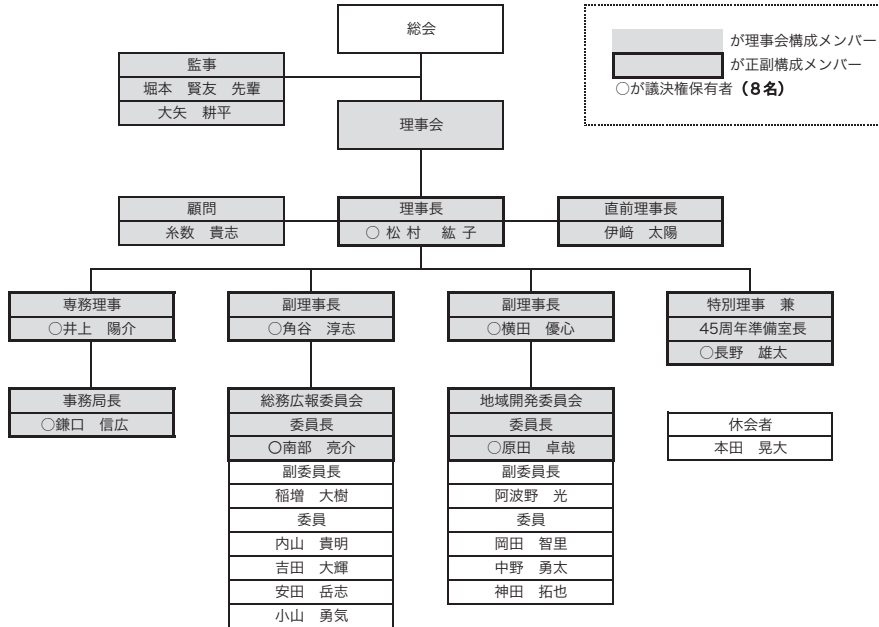 総会
が理事会構成メンバー
が正副構成メンバー
○が議決権保有者(8名)
監事
堀本 賢友 先輩
大矢 耕平
理事会
顧問
糸数 貴志
理事長
○ 松 村 紘 子
直前理事長
伊﨑 太陽
専務理事
○井上 陽介
副理事長
○角谷 淳志
副理事長
○横田 優心
特別理事 兼
45周年準備室長
○長野 雄太
事務局長
○鎌口 信広
総務広報委員会
委員長
○南部 亮介
副委員長
稲増 大樹
委員
内山 貴明
吉田 大輝
安田 岳志
小山 勇気
地域開発委員会
委員長
○原田 卓哉
副委員長
阿波野 光
委員
岡田 智里
中野 勇太
神田 拓也
休会者
本田 晃大